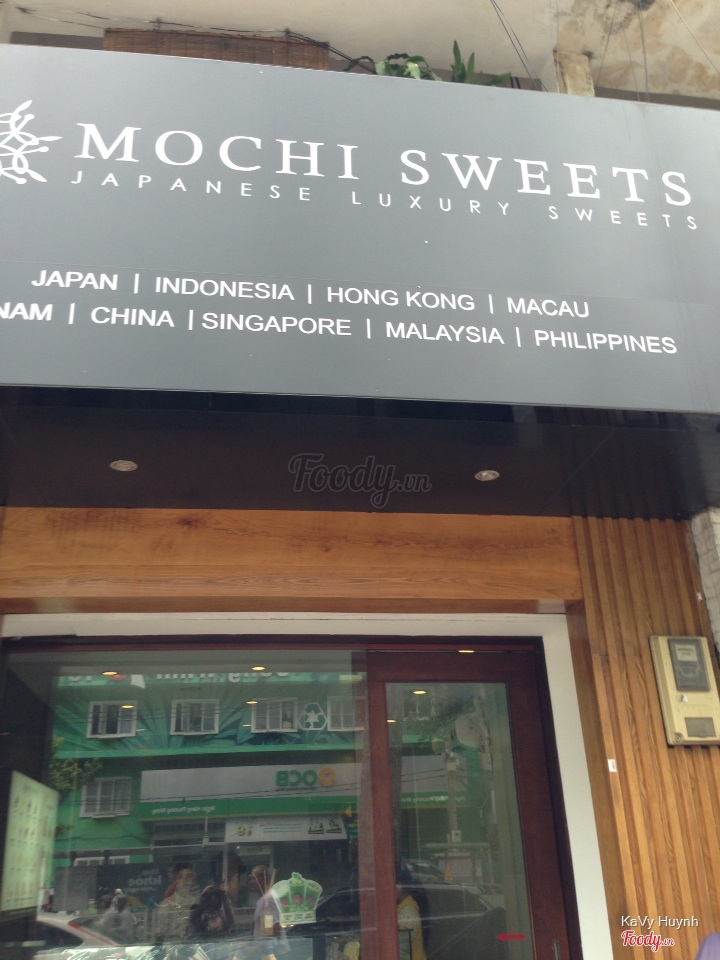 MOCHI SWEETS
JAPANESE LUXURY SWEETS
JAPAN | INDONESIA | HONG KONG | MACAU
NAM | CHINA | SINGAPORE | MALAYSIA | PHILIPPINES
Foody.vn
OCB
KaVy Huynh
Foody.vn